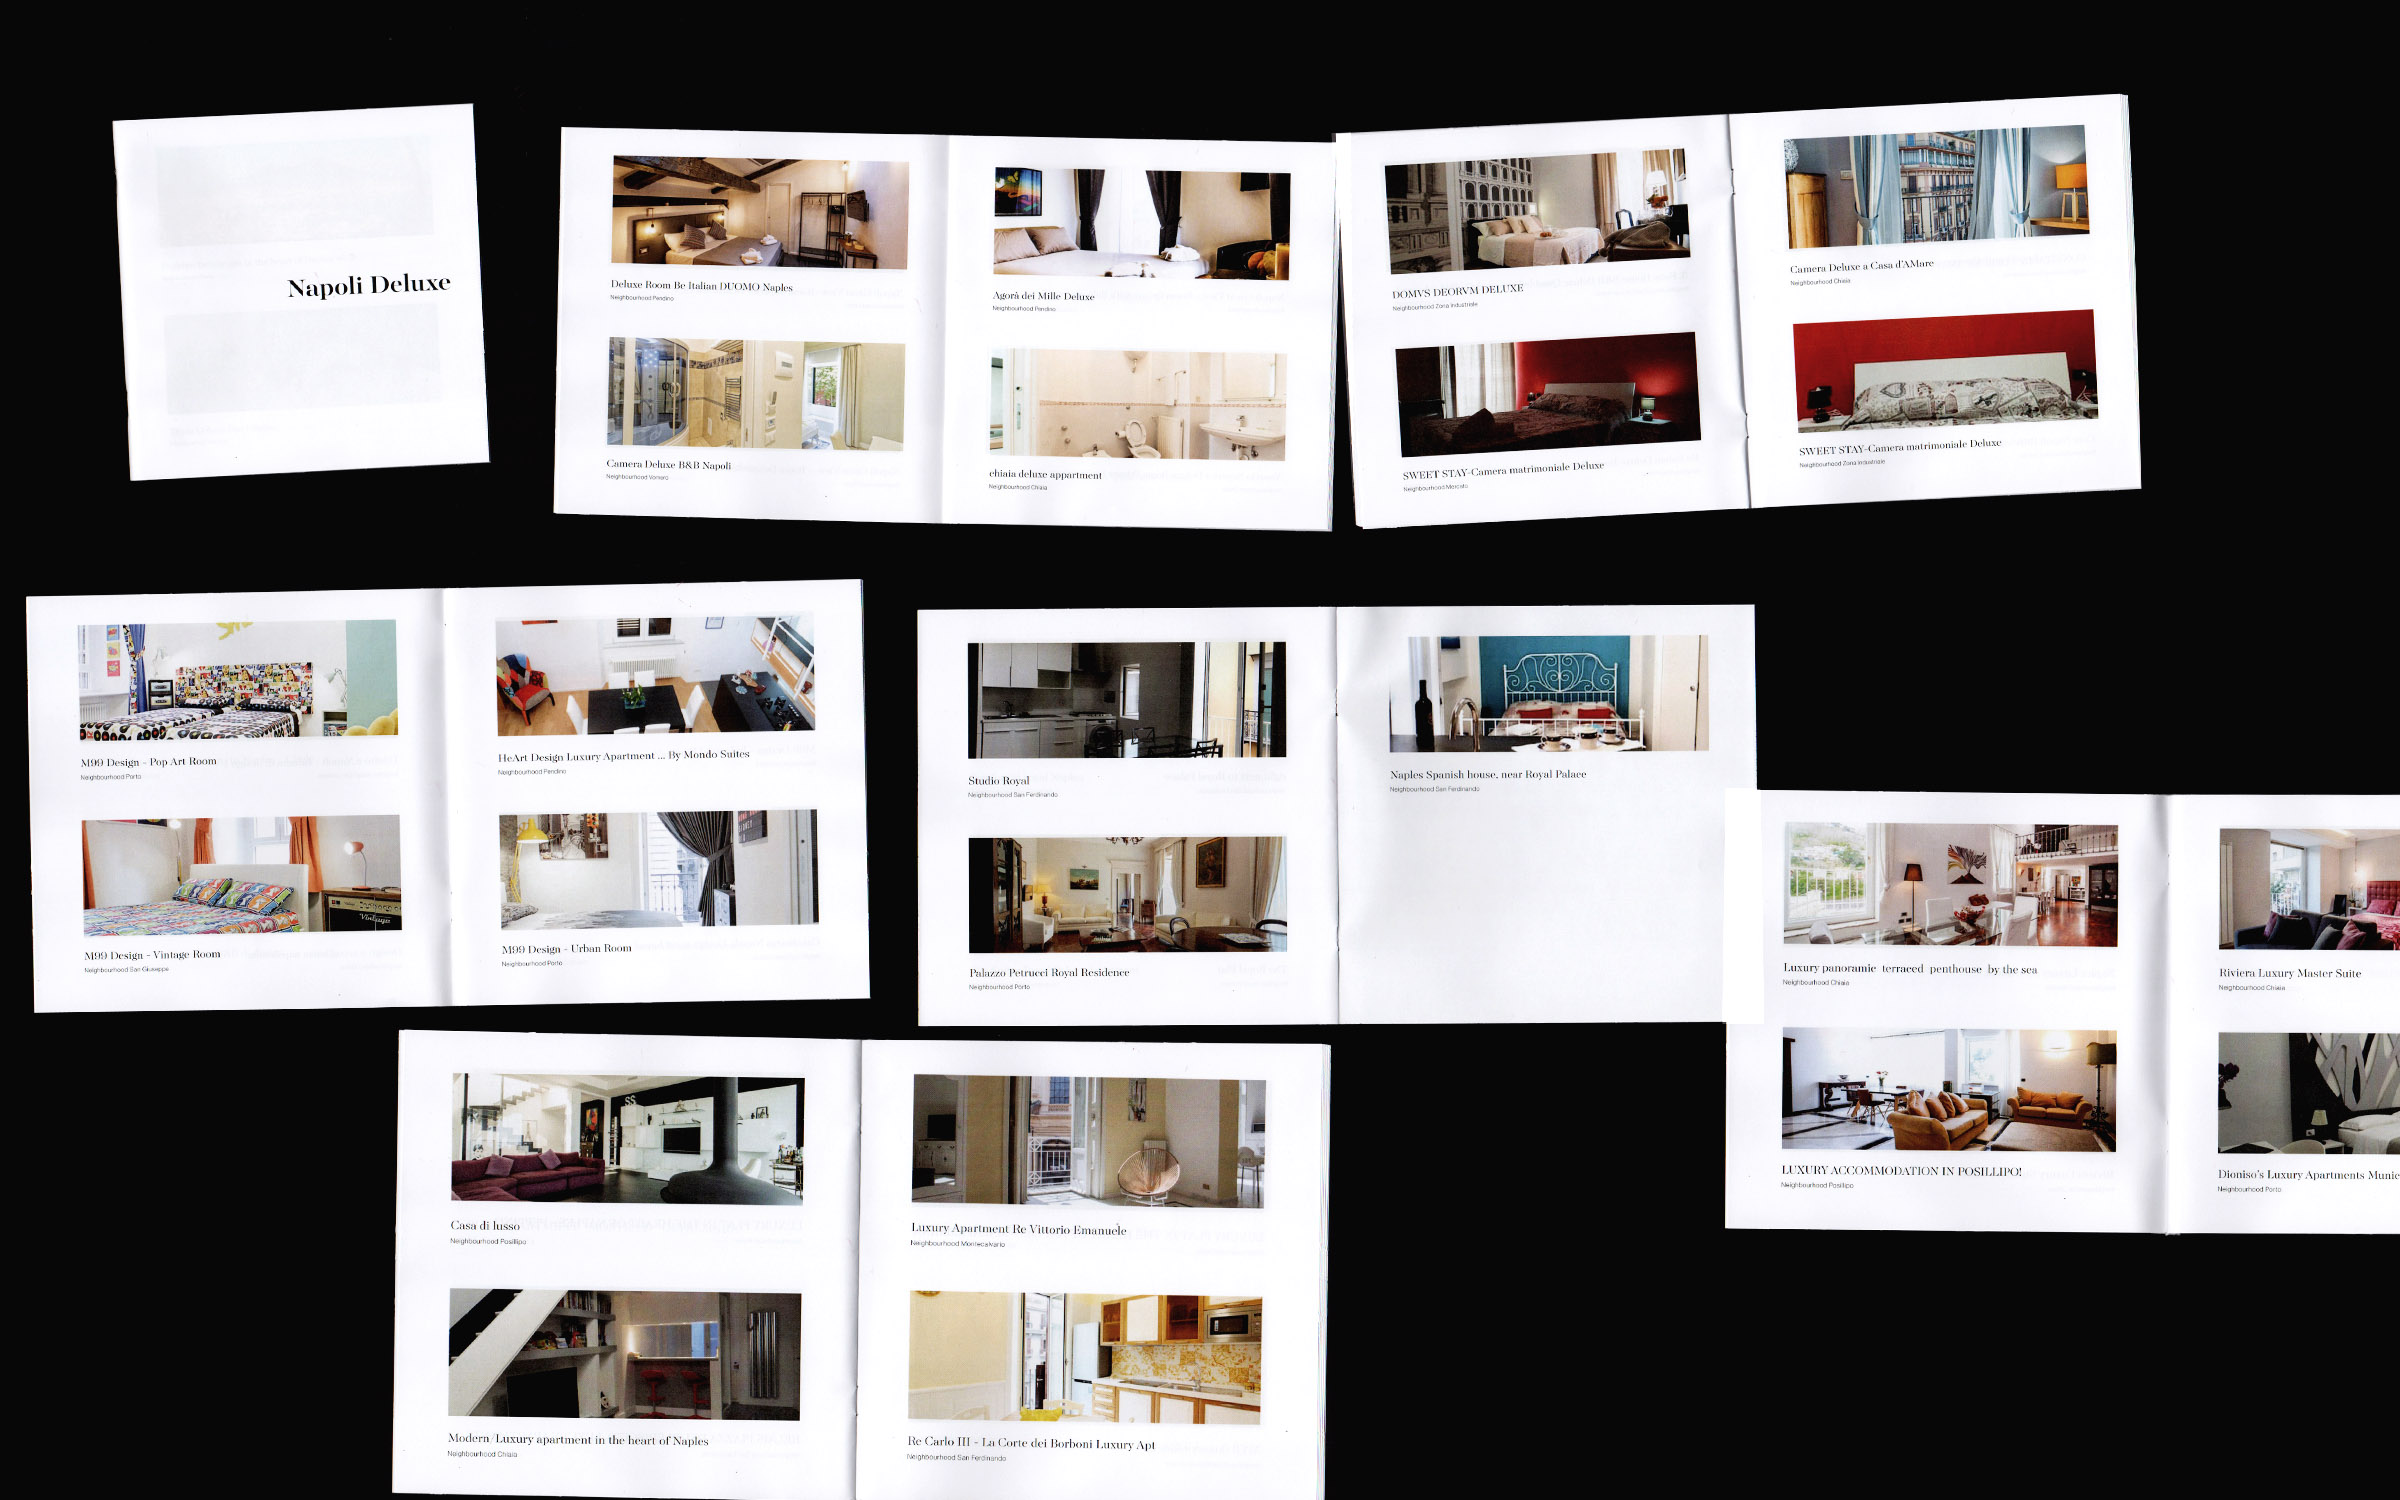 Napoli Deluxe
Deluxe Room Be Italian DUOMO Naples
Neighbourhood Pendino
Camera Deluxe B&B Napoli
Neighbourhood Vomero
Agorà dei Mille Deluxe
Neighbourhood Pendino
chiaia deluxe appartment
Neighbourhood Chiaia
DOMVS DEORVM DELUXE
Neighbourhood Zona Industriale
SWEET STAY-Camera matrimoniale Deluxe
Neighbourhood Mercato
Camera Deluxe a Casa d'AMare
Neighbourhood Chiaia
SWEET STAY-Camera matrimoniale Deluxe
Neighbourhood Zona Industriale
M99 Design - Pop Art Room
Neighbourhood Porto
Vintage
M99 Design - Vintage Room
Neighbourhood San Giuseppe
HeArt Design Luxury Apartment ... By Mondo Suites
Neighbourhood Pendino
M99 Design - Urban Room
Neighbourhood Porto
Studio Royal
Neighbourhood San Ferdinando
Palazzo Petrucci Royal Residence
Neighbourhood Porto
Naples Spanish house, near Royal Palace
Neighbourhood San Ferdinando
Luxury panoramic terraced penthouse by the sea
Neighbourhood Chiaia
LUXURY ACCOMMODATION IN POSILLIPO!
Neighbourhood Posillipo
Riviera Luxury Master Suite
Neighbourhood Chiaia
Dioniso's Luxury Apartments Munic
Neighbourhood Porto
SS
Casa di lusso
Neighbourhood Posillipo
Modern/Luxury apartment in the heart of Naples
Neighbourhood Chiaia
Luxury Apartment Re Vittorio Emanuele
Neighbourhood Montecalvario
Re Carlo III - La Corte dei Borboni Luxury Apt
Neighbourhood San Ferdinando